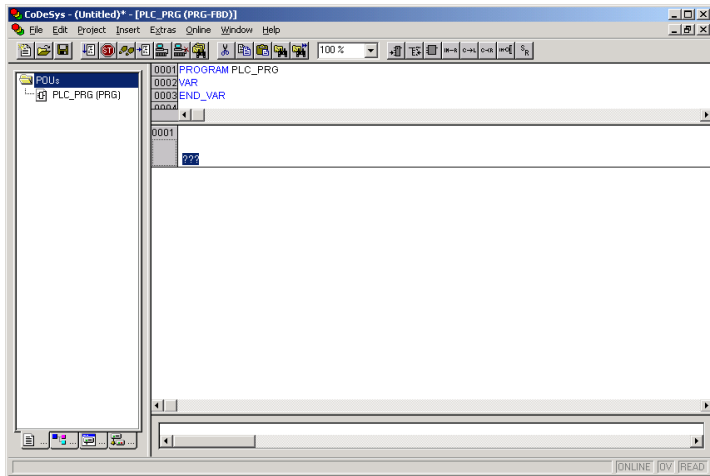 CoDeSys - (Untitled)* - [PLC_PRG (PRG-FBD)]
File Edit Project Insert Extras Online Window Help
100 %
POUs
PLC_PRG (PRG)
0001 PROGRAM PLC_PRG
0002 VAR
0003 END_VAR
0004
0001
???
ONLINE OV READ